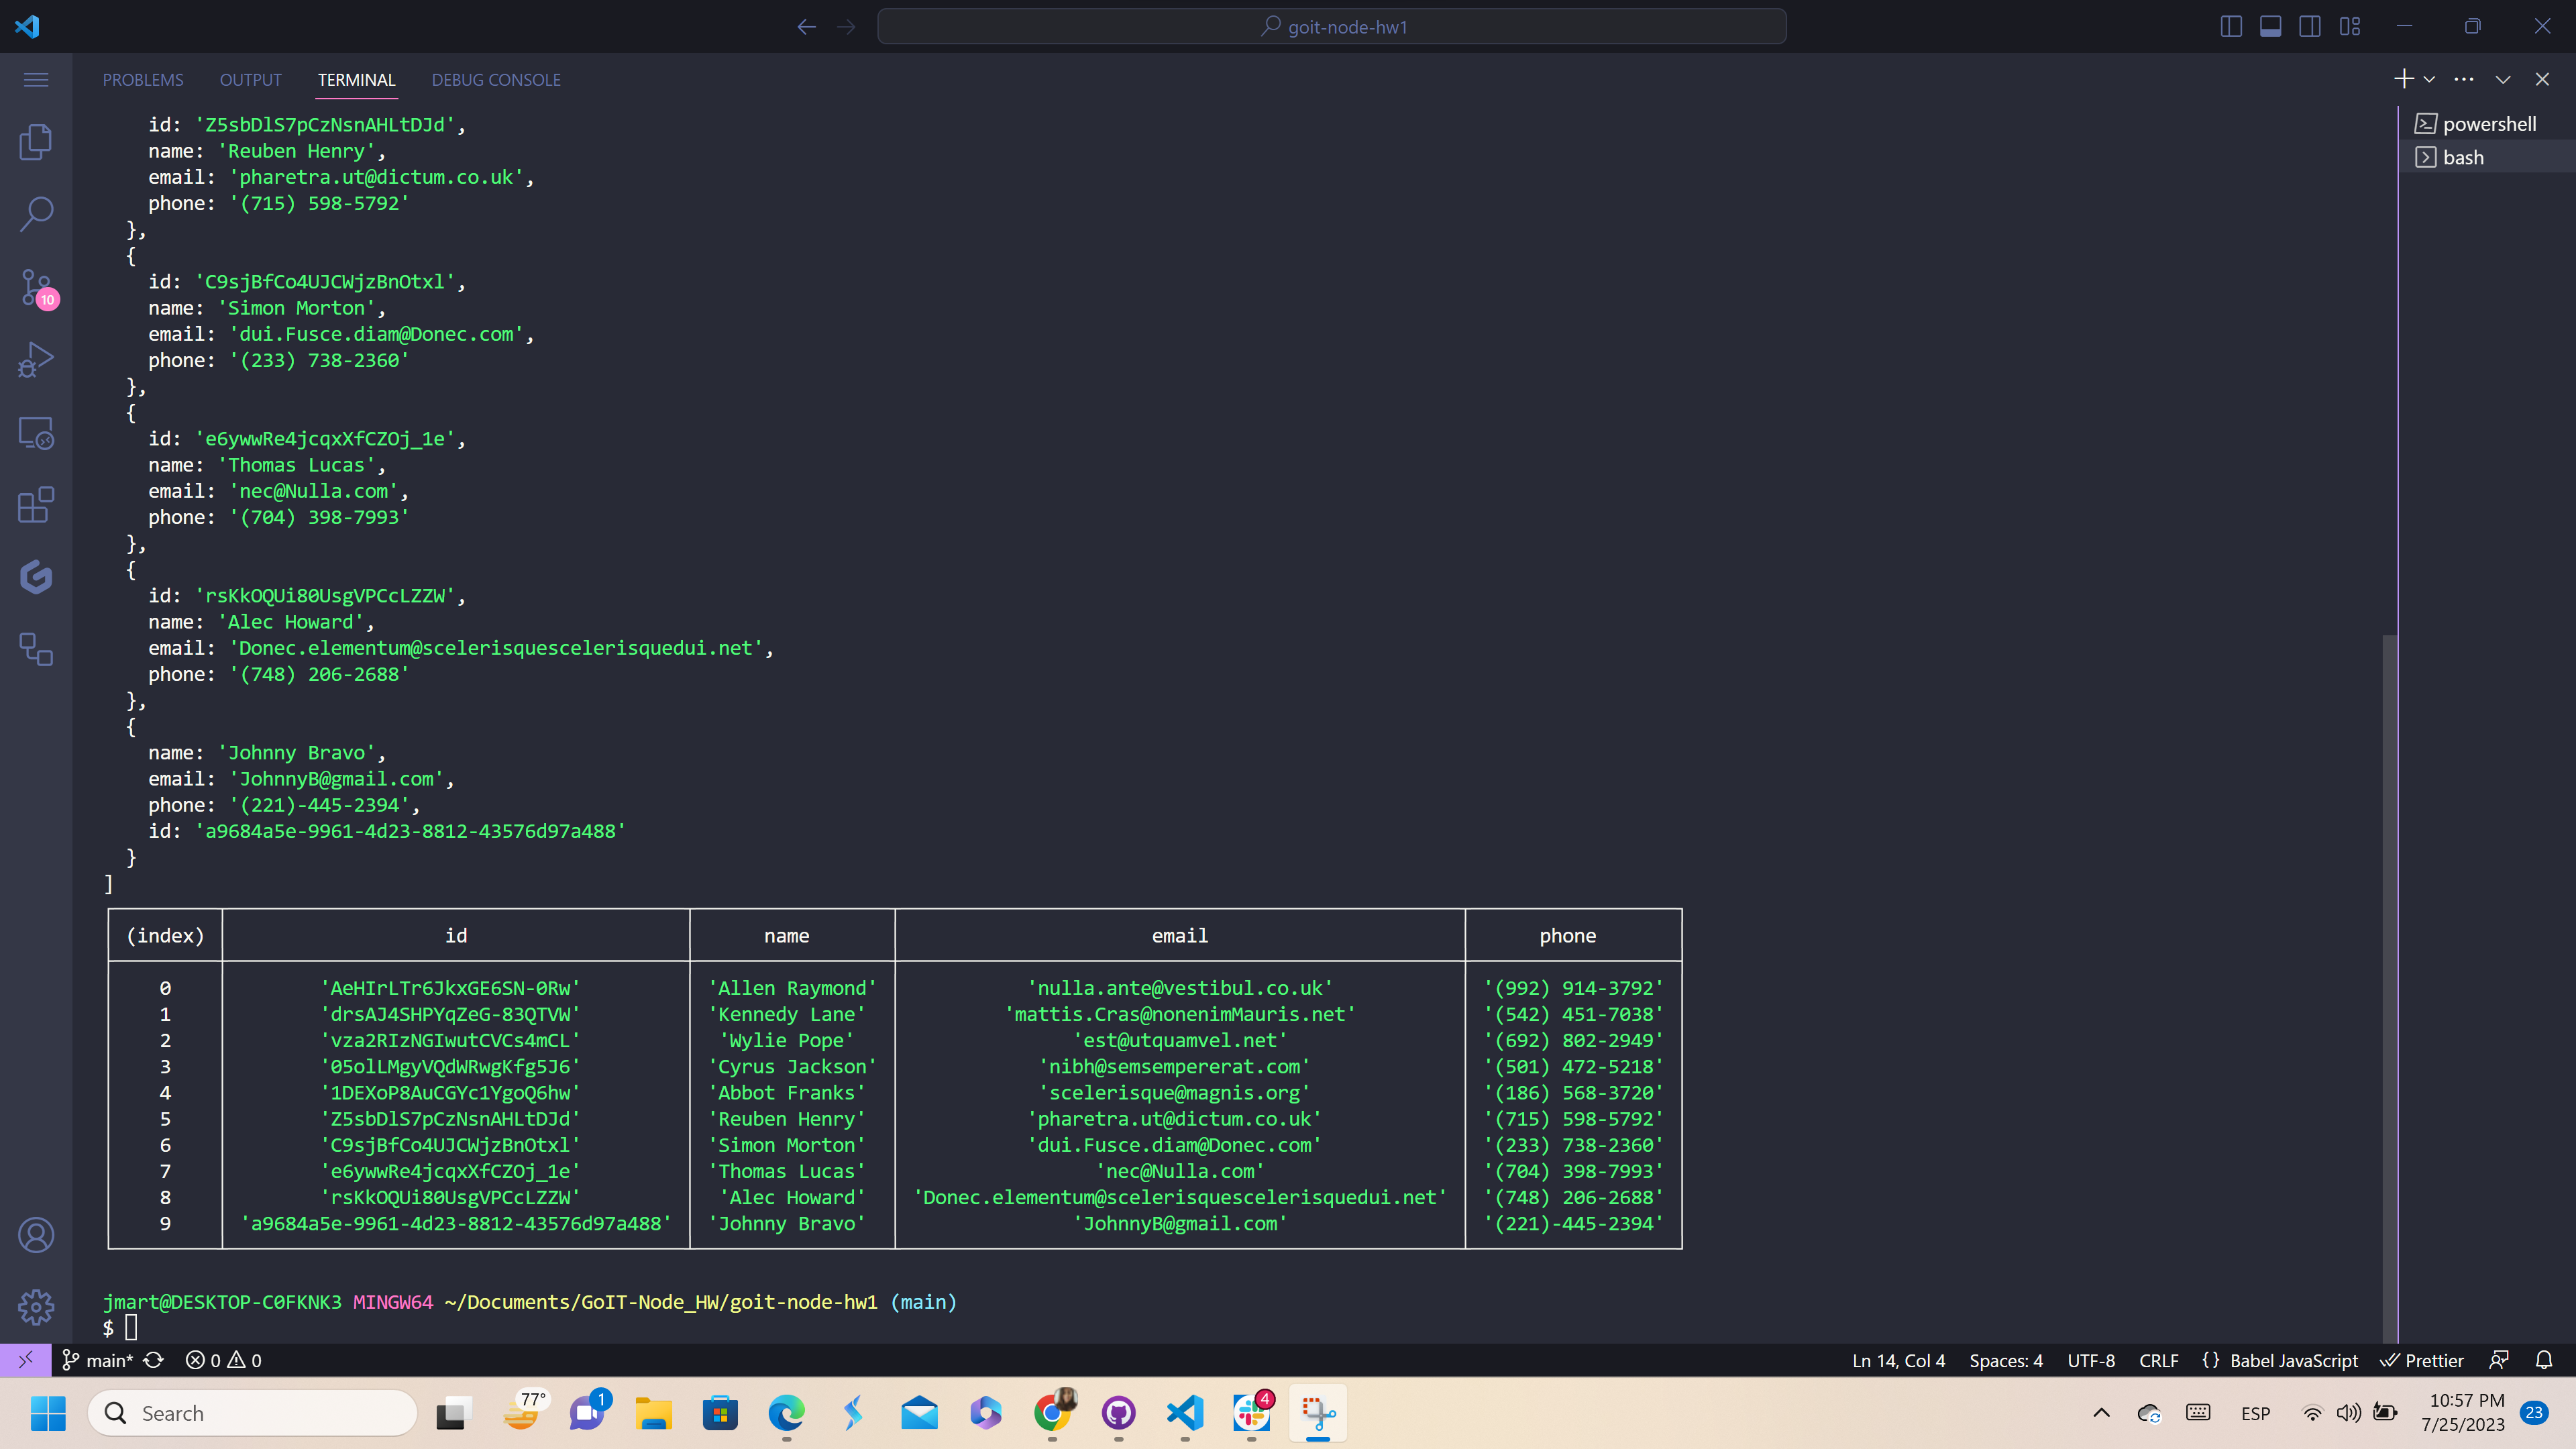 goit-node-hw1
PROBLEMS OUTPUT TERMINAL DEBUG CONSOLE
id: 'Z5sbDlS7pCzNsnAHLtDJd',
name: 'Reuben Henry',
email: 'pharetra.ut@dictum.co.uk',
phone: '(715) 598-5792'
},
{
id: 'C9sjBfCo4UJCWjzBnOtxl',
name: 'Simon Morton',
email: 'dui.Fusce.diam@Donec.com',
phone: '(233) 738-2360'
},
{
id: 'e6ywwRe4jcqxXfCZOj_1e',
name: 'Thomas Lucas',
email: 'nec@Nulla.com',
phone: '(704) 398-7993'
},
{
id: 'rsKkOQUi80UsgVPCcLZZW',
name: 'Alec Howard',
email: 'Donec.elementum@scelerisquescelerisquedui.net',
phone: '(748) 206-2688'
},
{
name: 'Johnny Bravo',
email: 'JohnnyB@gmail.com',
phone: '(221)-445-2394',
id: 'a9684a5e-9961-4d23-8812-43576d97a488'
}
]
(index) id name email phone
0 'AeHIrLTr6JkxGE6SN-0Rw' 'Allen Raymond' 'nulla.ante@vestibul.co.uk' '(992) 914-3792'
1 'drsAJ4SHPYqZeG-83QTVW' 'Kennedy Lane' 'mattis.Cras@nonenimMauris.net' '(542) 451-7038'
2 'vza2RIzNGIwutCVCs4mCL' 'Wylie Pope' 'est@utquamvel.net' '(692) 802-2949'
3 '05olLMgyVQdWRwgKfg5J6' 'Cyrus Jackson' 'nibh@semsempererat.com' '(501) 472-5218'
4 '1DEXoP8AuCGYc1YgoQ6hw' 'Abbot Franks' 'scelerisque@magnis.org' '(186) 568-3720'
5 'Z5sbDlS7pCzNsnAHLtDJd' 'Reuben Henry' 'pharetra.ut@dictum.co.uk' '(715) 598-5792'
6 'C9sjBfCo4UJCWjzBnOtxl' 'Simon Morton' 'dui.Fusce.diam@Donec.com' '(233) 738-2360'
7 'e6ywwRe4jcqxXfCZOj_1e' 'Thomas Lucas' 'nec@Nulla.com' '(704) 398-7993'
8 'rsKkOQUi80UsgVPCcLZZW' 'Alec Howard' 'Donec.elementum@scelerisquescelerisquedui.net' '(748) 206-2688'
9 'a9684a5e-9961-4d23-8812-43576d97a488' 'Johnny Bravo' 'JohnnyB@gmail.com' '(221)-445-2394'
jmart@DESKTOP-C0FKNK3 MINGW64 ~/Documents/GoIT-Node_HW/goit-node-hw1 (main)
$
powershell
bash
10
main* 0 0 Ln 14, Col 4 Spaces: 4 UTF-8 CRLF {} Babel JavaScript Prettier
Search 77° 1 4 ESP 10:57 PM
7/25/2023 23